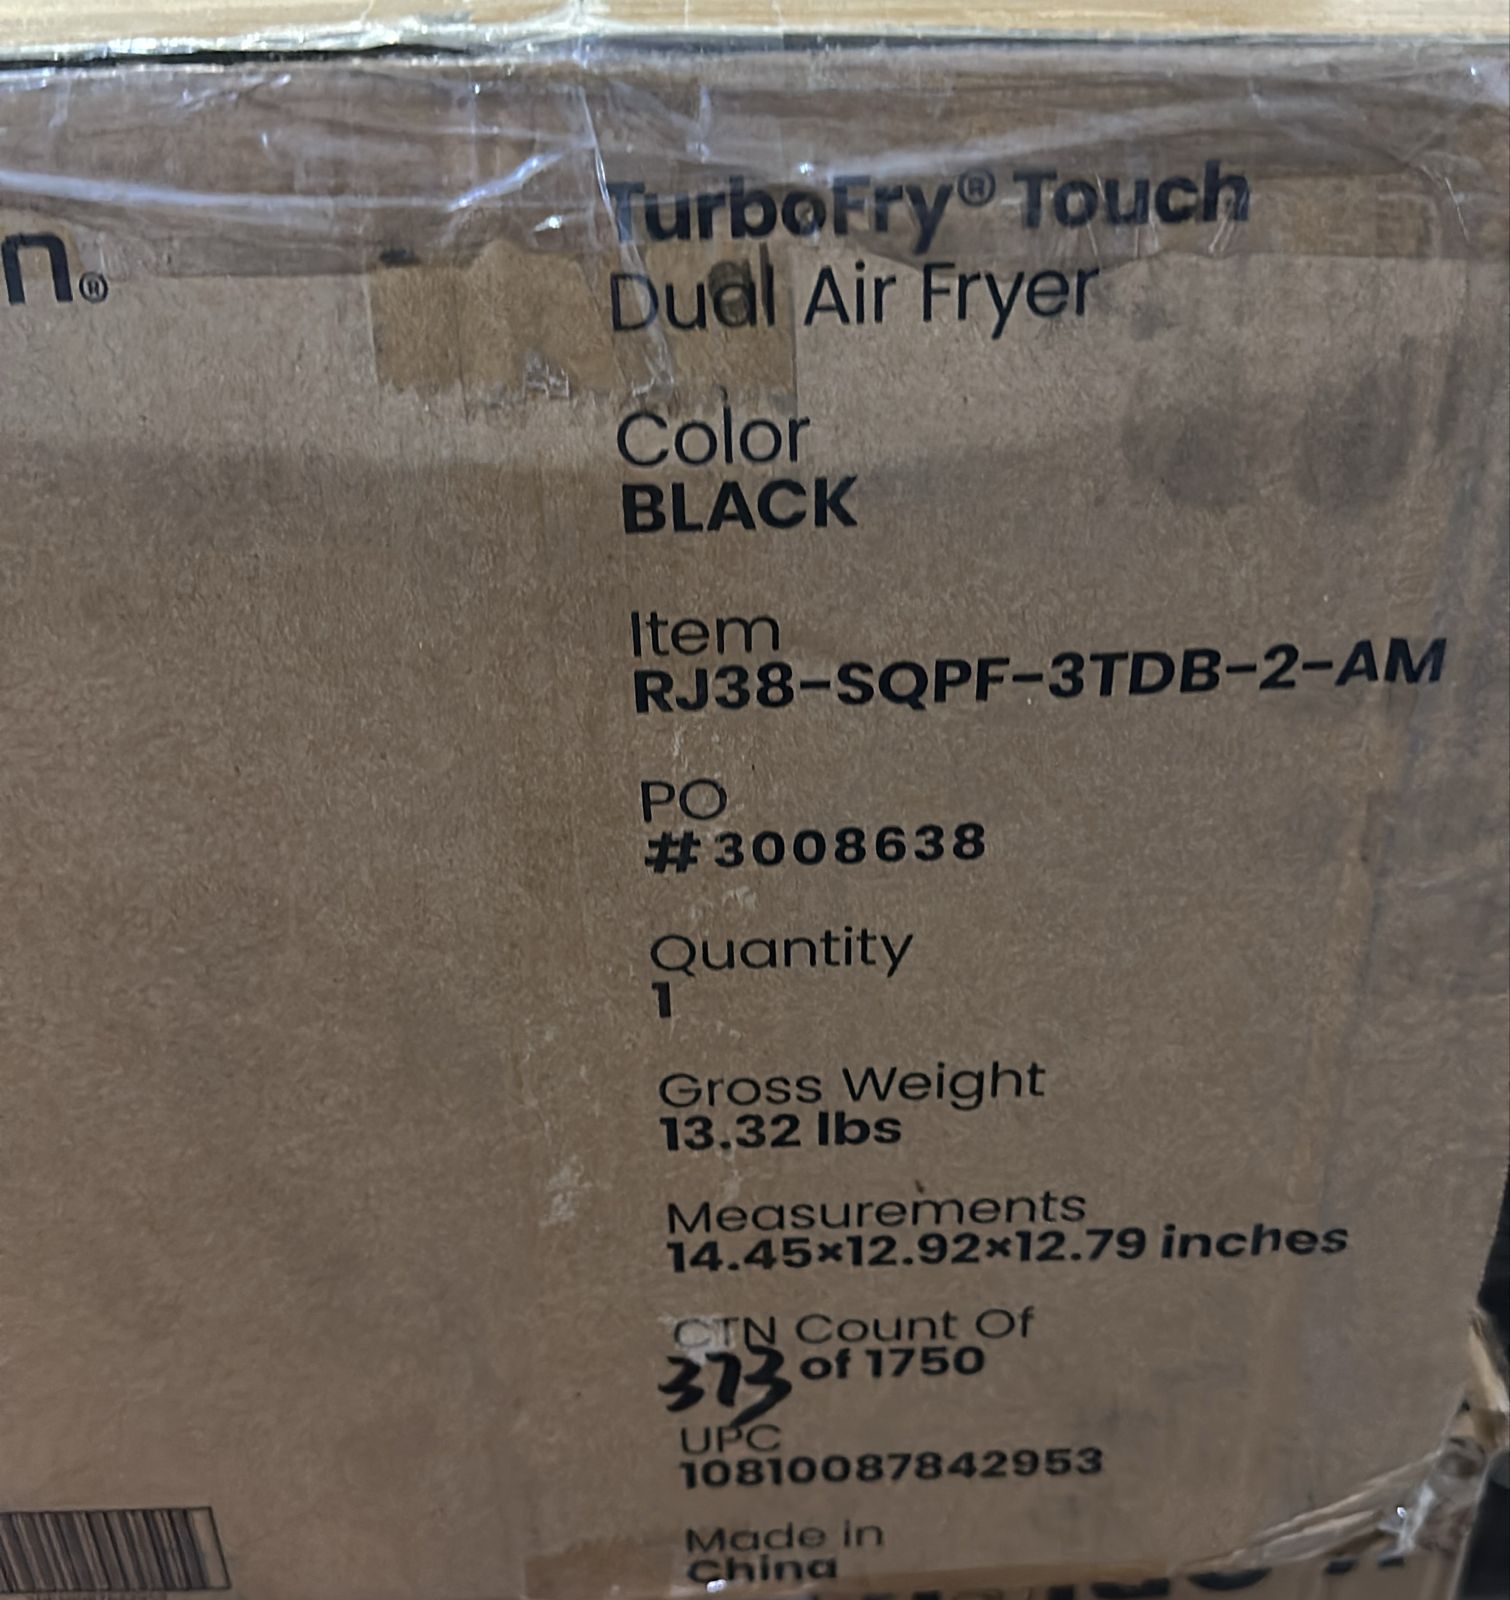 n®
TurboFry® Touch
Dual Air Fryer
Color
BLACK
Item
RJ38-SQPF-3TDB-2-AM
PO
#3008638
Quantity
1
Gross Weight
13.32 lbs
Measurements
14.45×12.92×12.79 inches
CTN Count Of
373 of 1750
UPC
10810087842953
Made in
China